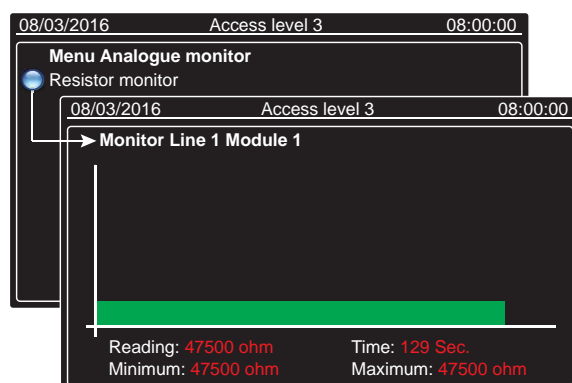 08/03/2016 Access level 3 08:00:00
Menu Analogue monitor
Resistor monitor
08/03/2016 Access level 3 08:00:00
Monitor Line 1 Module 1
Reading: 47500 ohm Time: 129 Sec.
Minimum: 47500 ohm Maximum: 47500 ohm